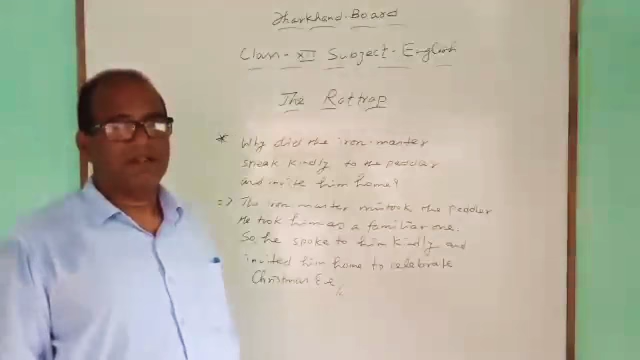 Jharkhand-Board
Class-XII Subject-English
The Rattrap
* Why did the iron-master
speak kindly to the peddler
and invite him home?
=> The iron master mistook the peddler
He took him as a familiar one.
So, he spoke to him kindly and
invited him home to celebrate
Christmas Eve